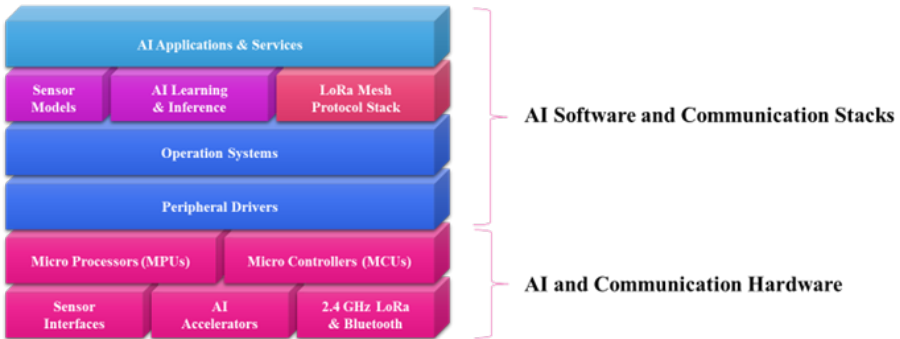 AI Applications & Services
Sensor
Models
AI Learning
& Inference
LoRa Mesh
Protocol Stack
Operation Systems
Peripheral Drivers
AI Software and Communication Stacks
Micro Processors (MPUs)
Micro Controllers (MCUs)
Sensor
Interfaces
AI
Accelerators
2.4 GHz LoRa
& Bluetooth
AI and Communication Hardware